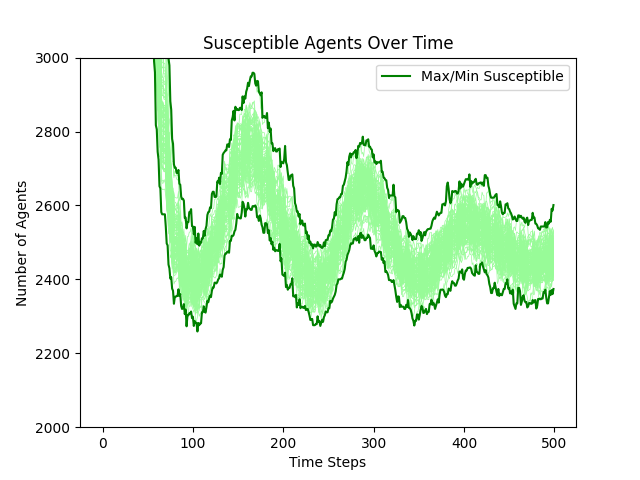 Susceptible Agents Over Time
Max/Min Susceptible
Number of Agents
3000
2800
2600
2400
2200
2000
0 100 200 300 400 500
Time Steps